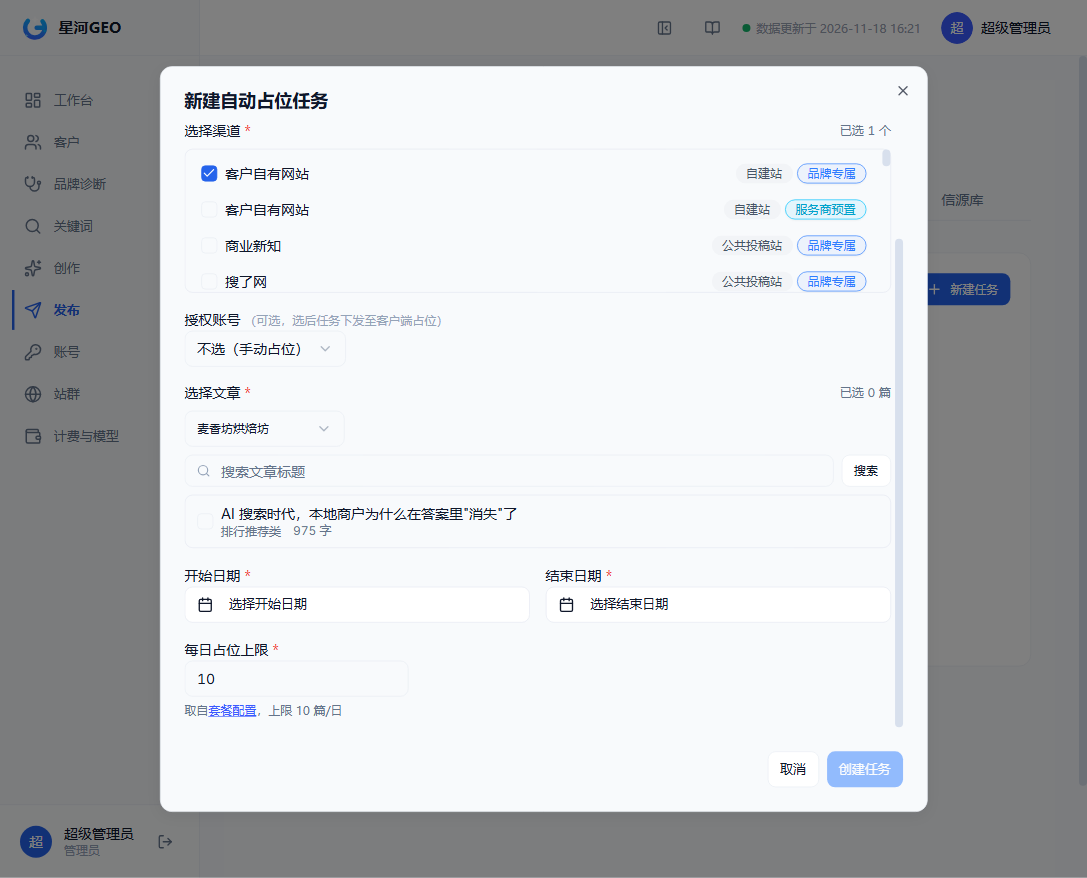 星河GEO
数据更新于 2026-11-18 16:21
超 超级管理员
工作台
客户
品牌诊断
关键词
创作
发布
账号
站群
计费与模型
信源库
+ 新建任务
新建自动占位任务
选择渠道 * 已选 1 个
客户自有网站 自建站 品牌专属
客户自有网站 自建站 服务商预置
商业新知 公共投稿站 品牌专属
搜了网 公共投稿站 品牌专属
授权账号 (可选，选后任务下发至客户端占位)
不选（手动占位）
选择文章 * 已选 0 篇
麦香坊烘焙坊
搜索文章标题 搜索
AI 搜索时代，本地商户为什么在答案里"消失"了
排行推荐类 975 字
开始日期 * 结束日期 *
选择开始日期 选择结束日期
每日占位上限 *
10
取自套餐配置，上限 10 篇/日
取消 创建任务
超 超级管理员
管理员